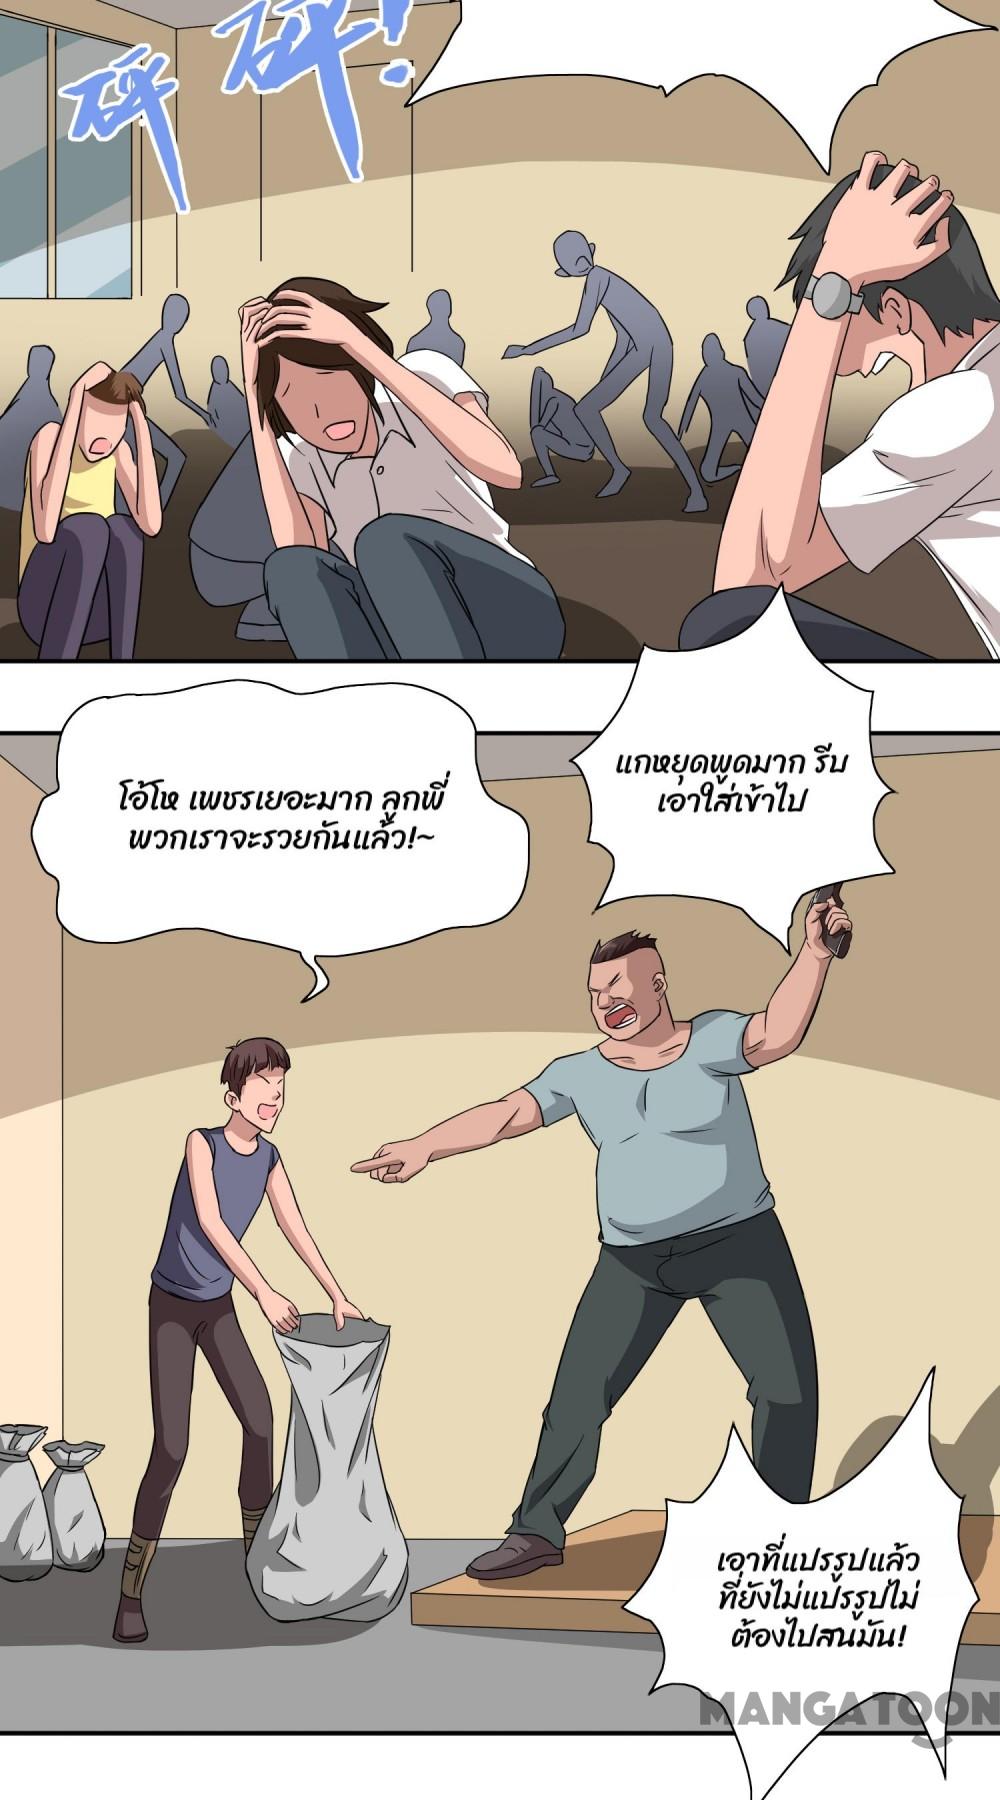 砰 砰!
แกหยุดพูดมาก รีบ
เอาใส่เข้าไป
โอ้โห เพชรเยอะมาก ลูกพี่
พวกเราจะรวยกันแล้ว!~
เอาที่แปรรูปแล้ว
ที่ยังไม่แปรรูปไม่
ต้องไปสนมัน!
MANGATOON